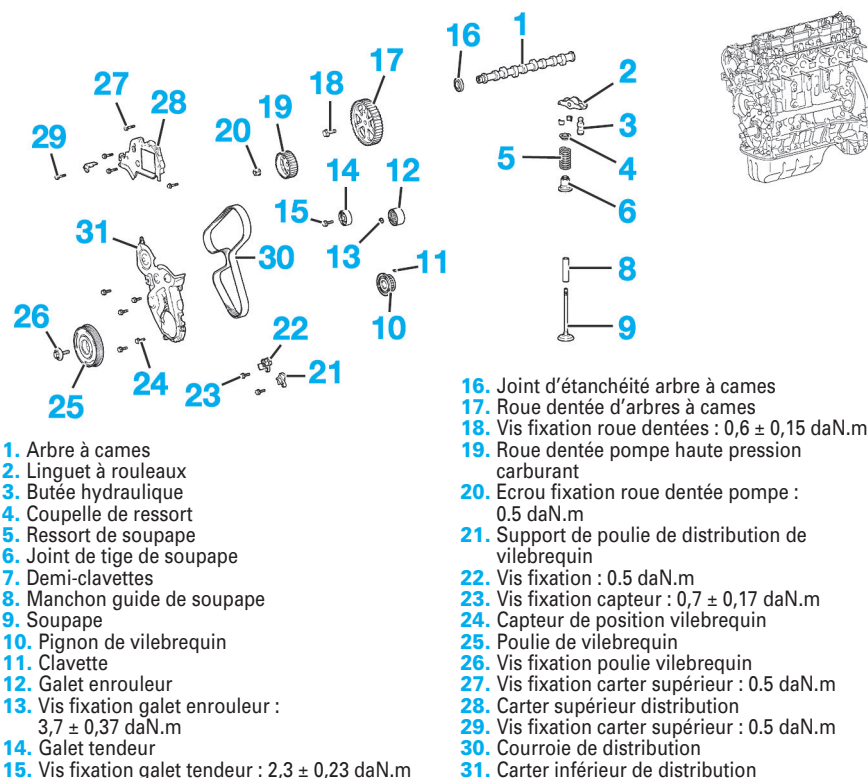 16
1
17
27
18
2
28
19
20
3
29
14
12
5
4
15
6
31
30
13
11
8
26
10
22
9
24
23
21
25
1. Arbre à cames
2. Linguet à rouleaux
3. Butée hydraulique
4. Coupelle de ressort
5. Ressort de soupape
6. Joint de tige de soupape
7. Demi-clavettes
8. Manchon guide de soupape
9. Soupape
10. Pignon de vilebrequin
11. Clavette
12. Galet enrouleur
13. Vis fixation galet enrouleur :
3,7 ± 0,37 daN.m
14. Galet tendeur
15. Vis fixation galet tendeur : 2,3 ± 0,23 daN.m
16. Joint d'étanchéité arbre à cames
17. Roue dentée d'arbres à cames
18. Vis fixation roue dentées : 0,6 ± 0,15 daN.m
19. Roue dentée pompe haute pression
carburant
20. Ecrou fixation roue dentée pompe :
0.5 daN.m
21. Support de poulie de distribution de
vilebrequin
22. Vis fixation : 0.5 daN.m
23. Vis fixation capteur : 0,7 ± 0,17 daN.m
24. Capteur de position vilebrequin
25. Poulie de vilebrequin
26. Vis fixation poulie vilebrequin
27. Vis fixation carter supérieur : 0.5 daN.m
28. Carter supérieur distribution
29. Vis fixation carter supérieur : 0.5 daN.m
30. Courroie de distribution
31. Carter inférieur de distribution